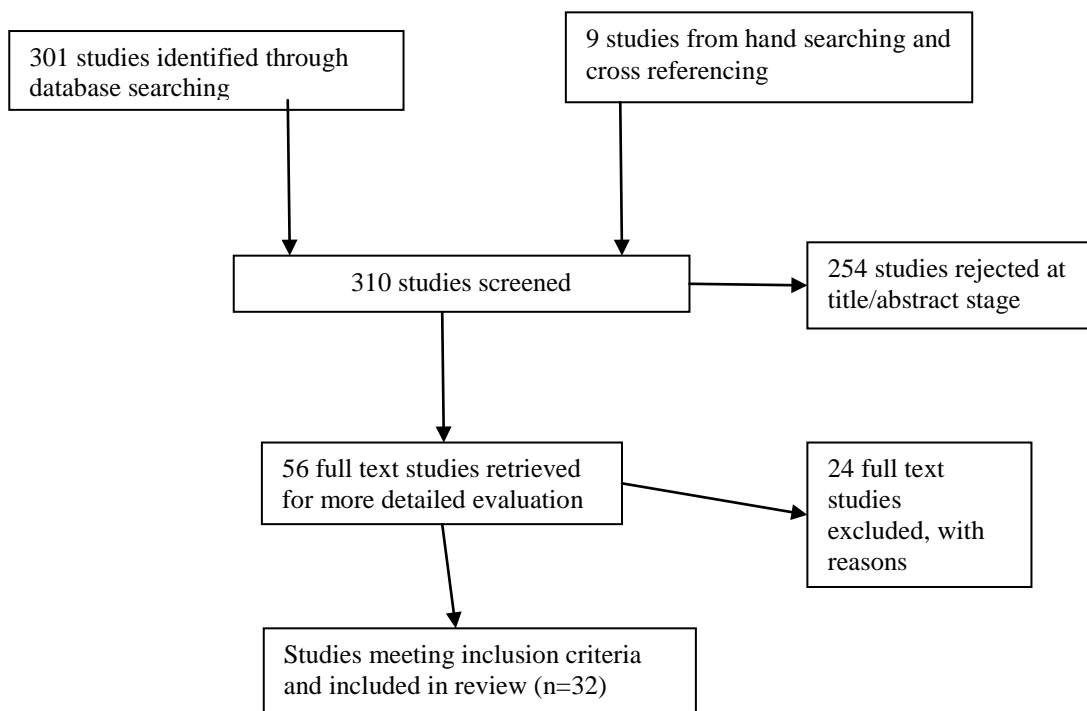 301 studies identified through
database searching
9 studies from hand searching and
cross referencing
310 studies screened
254 studies rejected at
title/abstract stage
56 full text studies retrieved
for more detailed evaluation
24 full text
studies
excluded, with
reasons
Studies meeting inclusion criteria
and included in review (n=32)